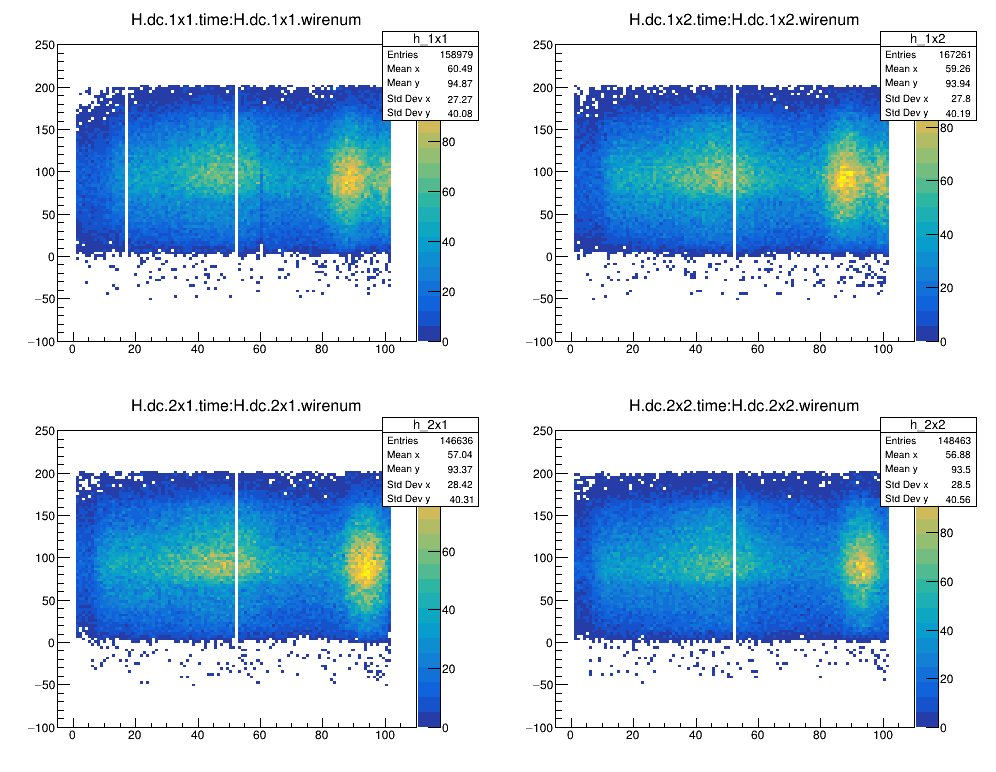 H.dc.1x1.time:H.dc.1x1.wirenum
h_1x1
Entries 158979
Mean x 60.49
Mean y 94.87
Std Dev x 27.27
Std Dev y 40.08
250
200
150
100
50
0
−50
−100
0 20 40 60 80 100
80
60
40
20
0
H.dc.1x2.time:H.dc.1x2.wirenum
h_1x2
Entries 167261
Mean x 59.26
Mean y 93.94
Std Dev x 27.8
Std Dev y 40.19
250
200
150
100
50
0
−50
−100
0 20 40 60 80 100
80
60
40
20
0
H.dc.2x1.time:H.dc.2x1.wirenum
h_2x1
Entries 146636
Mean x 57.04
Mean y 93.37
Std Dev x 28.42
Std Dev y 40.31
250
200
150
100
50
0
−50
−100
0 20 40 60 80 100
60
40
20
0
H.dc.2x2.time:H.dc.2x2.wirenum
h_2x2
Entries 148463
Mean x 56.88
Mean y 93.5
Std Dev x 28.5
Std Dev y 40.56
250
200
150
100
50
0
−50
−100
0 20 40 60 80 100
80
60
40
20
0